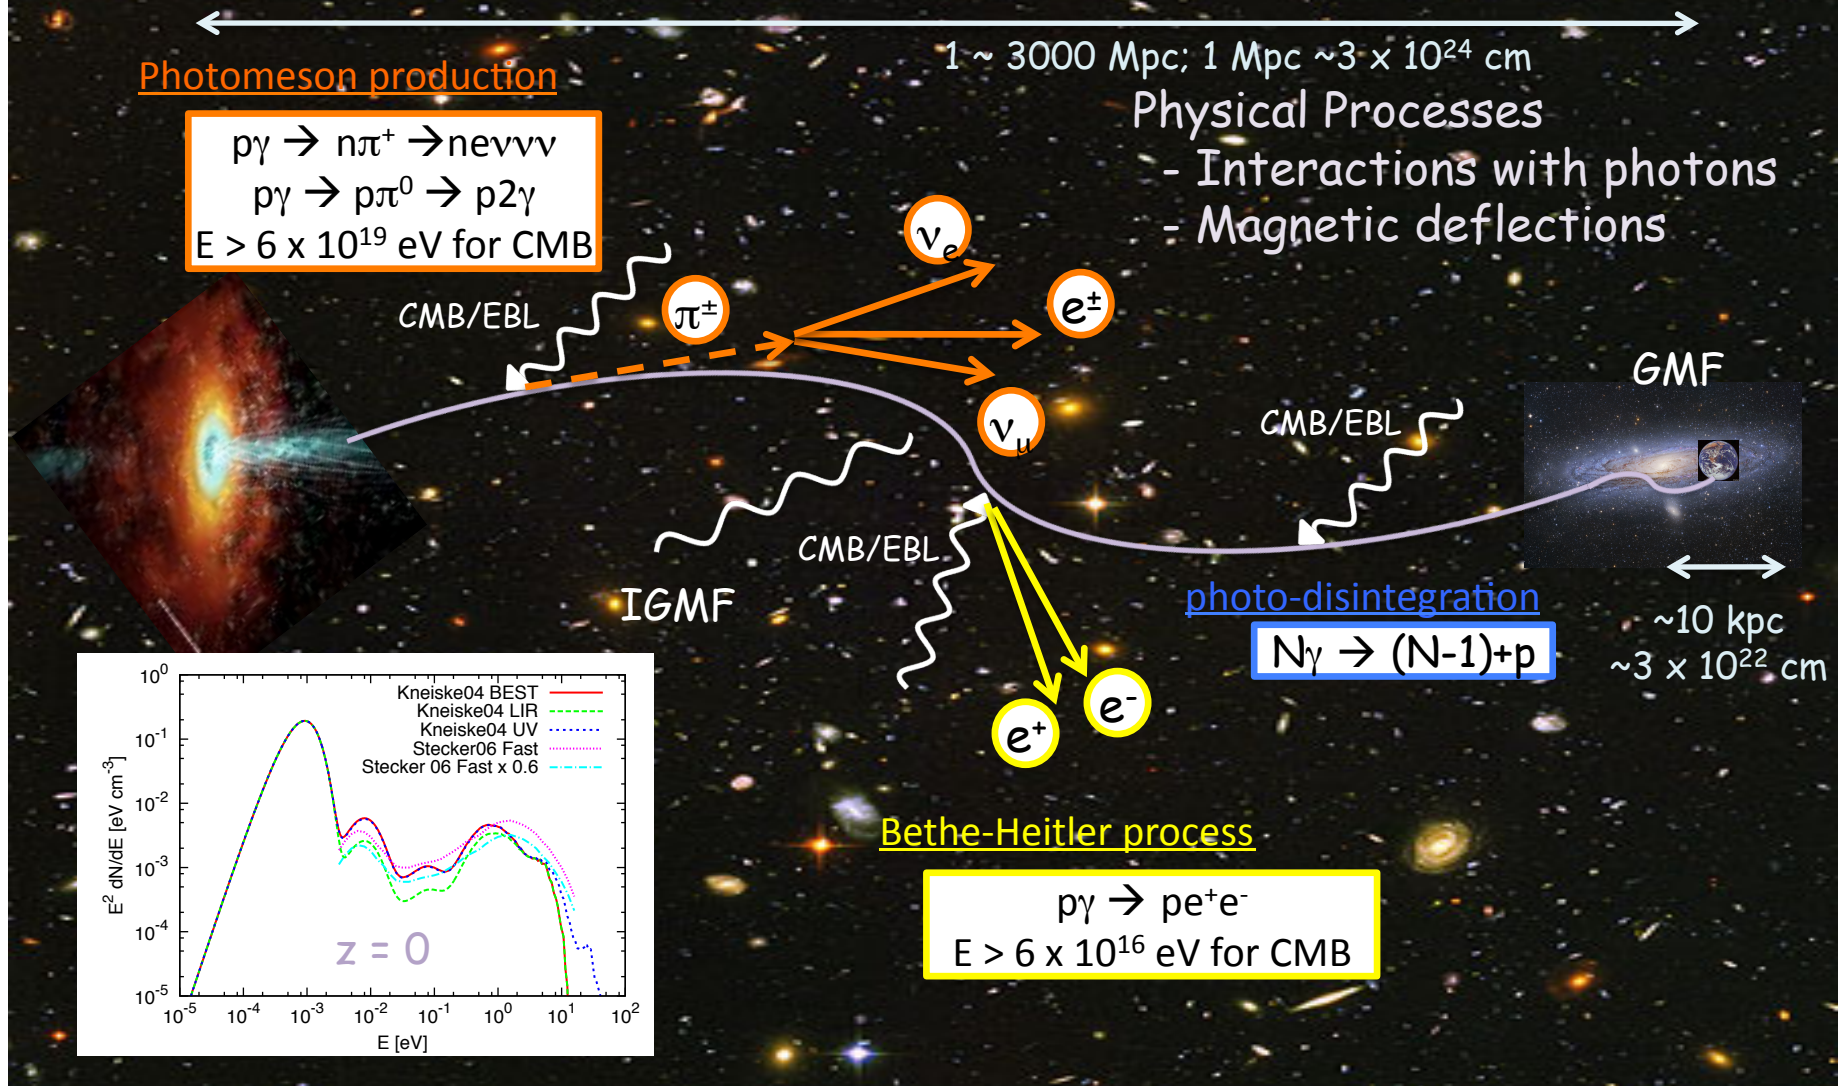 1 ~ 3000 Mpc; 1 Mpc ~3 x 10²⁴ cm
Photomeson production
pγ → nπ⁺ →neννν
pγ → pπ⁰ → p2γ
E > 6 x 10¹⁹ eV for CMB
Physical Processes
- Interactions with photons
- Magnetic deflections
CMB/EBL
π±
νe
e±
νμ
GMF
CMB/EBL
CMB/EBL
IGMF
photo-disintegration
Nγ → (N-1)+p
~10 kpc
~3 x 10²² cm
e⁺
e⁻
Bethe-Heitler process
pγ → pe⁺e⁻
E > 6 x 10¹⁶ eV for CMB
Kneiske04 BEST
Kneiske04 LIR
Kneiske04 UV
Stecker06 Fast
Stecker 06 Fast x 0.6
E² dN/dE [eV cm⁻³]
10⁰
10⁻¹
10⁻²
10⁻³
10⁻⁴
10⁻⁵
z = 0
10⁻⁵ 10⁻⁴ 10⁻³ 10⁻² 10⁻¹ 10⁰ 10¹ 10²
E [eV]